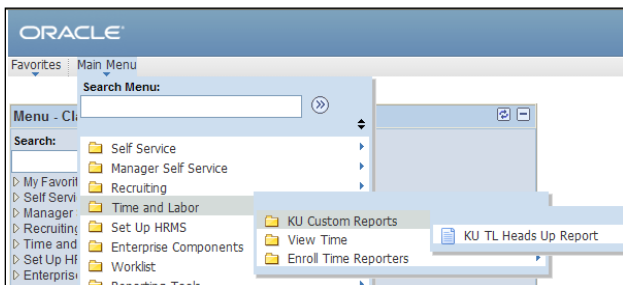 ORACLE
Favorites Main Menu
Search Menu:
Menu - Cl
Search:
My Favorit
Self Servi
Manager
Recruiting
Time and
Set Up HR
Enterpris
Self Service
Manager Self Service
Recruiting
Time and Labor
Set Up HRMS
Enterprise Components
Worklist
Reporting Tools
KU Custom Reports
View Time
Enroll Time Reporters
KU TL Heads Up Report